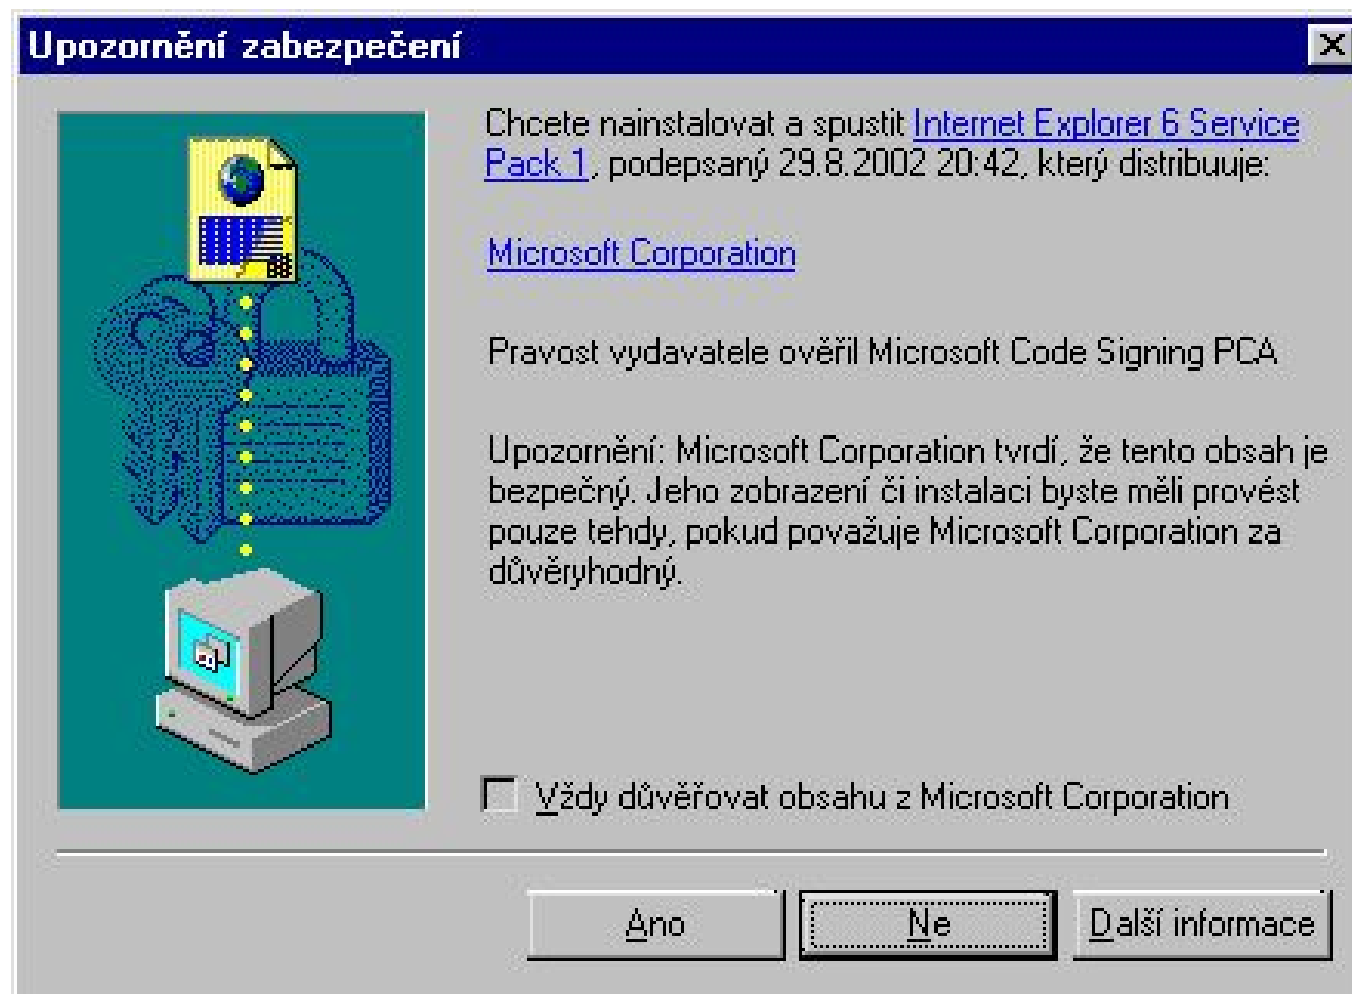 Upozornění zabezpečení
Chcete nainstalovat a spustit Internet Explorer 6 Service
Pack 1, podepsaný 29.8.2002 20:42, který distribuuje:
Microsoft Corporation
Pravost vydavatele ověřil Microsoft Code Signing PCA
Upozornění: Microsoft Corporation tvrdí, že tento obsah je
bezpečný. Jeho zobrazení či instalaci byste měli provést
pouze tehdy, pokud považuje Microsoft Corporation za
důvěryhodný.
Vždy důvěřovat obsahu z Microsoft Corporation
Ano
Ne
Další informace